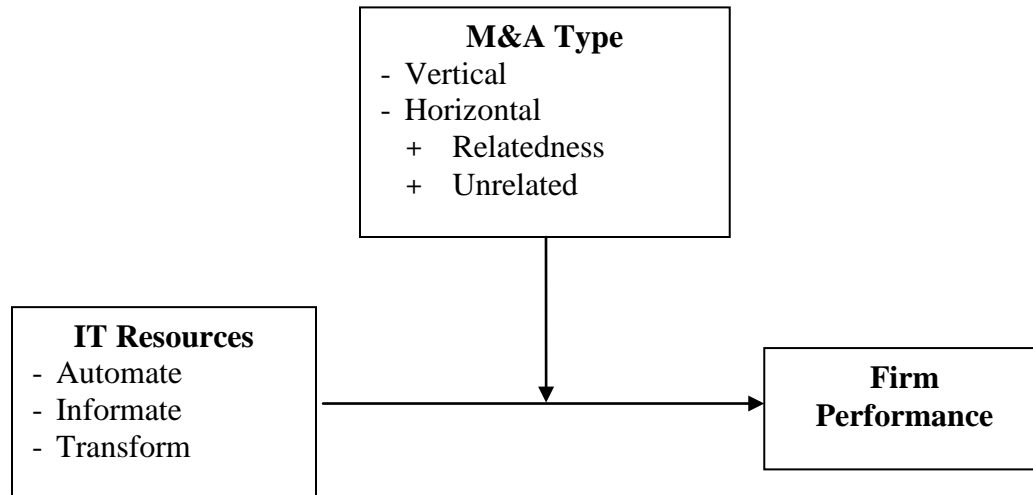 M&A Type
- Vertical
- Horizontal
+ Relatedness
+ Unrelated
IT Resources
- Automate
- Informate
- Transform
Firm
Performance